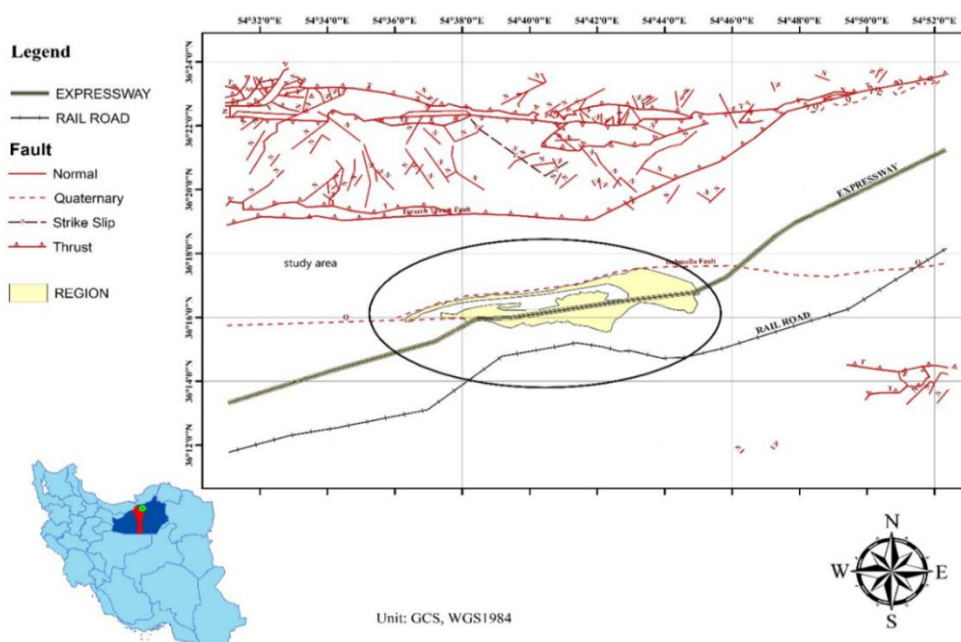 54°32'0"E 54°34'0"E 54°36'0"E 54°38'0"E 54°40'0"E 54°42'0"E 54°44'0"E 54°46'0"E 54°48'0"E 54°50'0"E 54°52'0"E
Legend
EXPRESSWAY
RAIL ROAD
Fault
Normal
Quaternary
Strike Slip
Thrust
REGION
36°24'0"N
36°22'0"N
36°20'0"N
36°18'0"N
36°16'0"N
36°14'0"N
36°12'0"N
Thrust Fault
EXPRESSWAY
study area
Fault
RAIL ROAD
N
W E
S
Unit: GCS, WGS1984